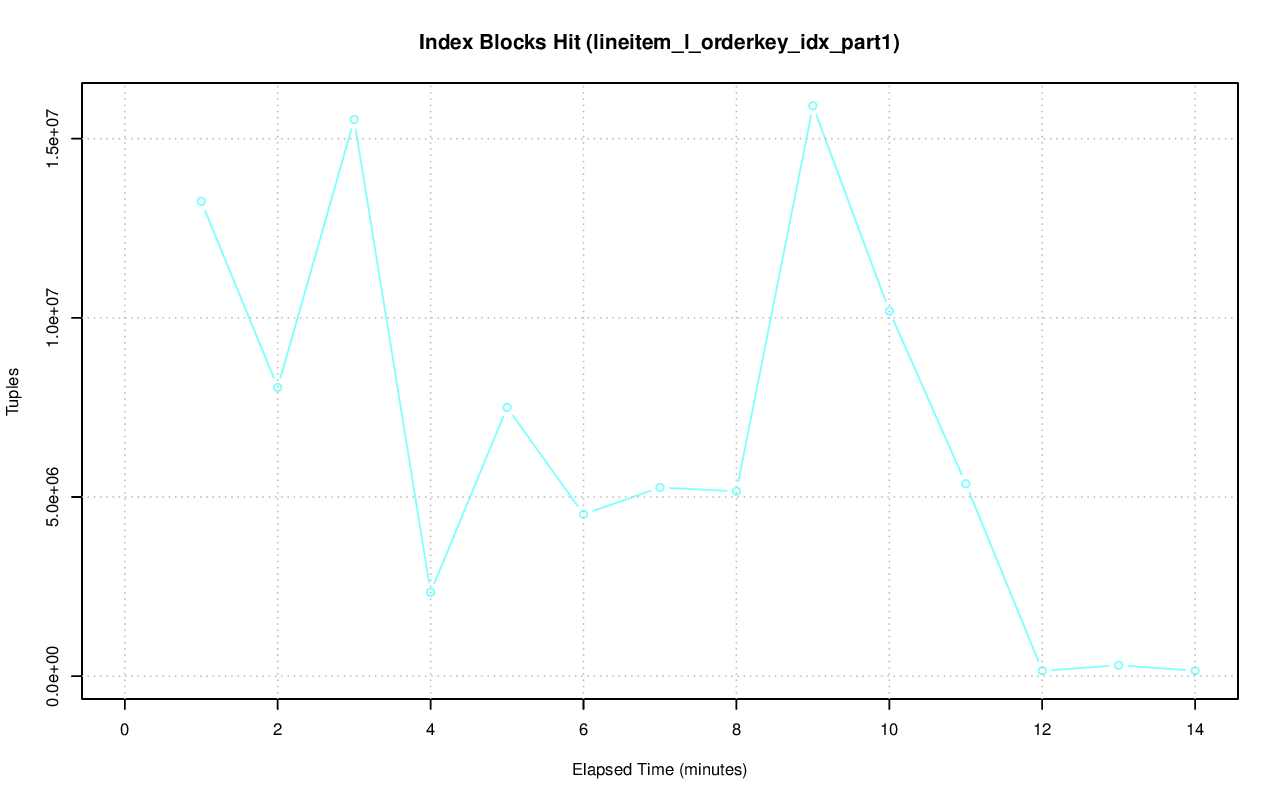 Index Blocks Hit (lineitem_l_orderkey_idx_part1)
1.5e+07
1.0e+07
5.0e+06
0.0e+00
Tuples
0 2 4 6 8 10 12 14
Elapsed Time (minutes)